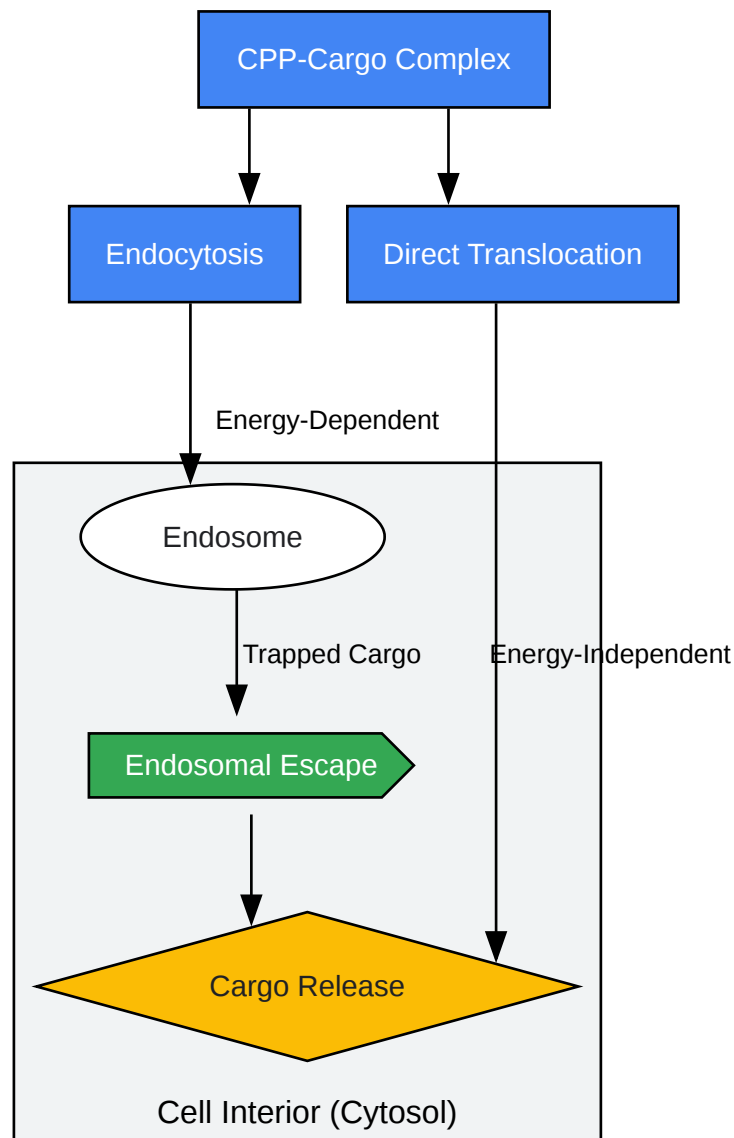 CPP-Cargo Complex
Endocytosis
Direct Translocation
Energy-Dependent
Endosome
Trapped Cargo
Energy-Independent
Endosomal Escape
Cargo Release
Cell Interior (Cytosol)